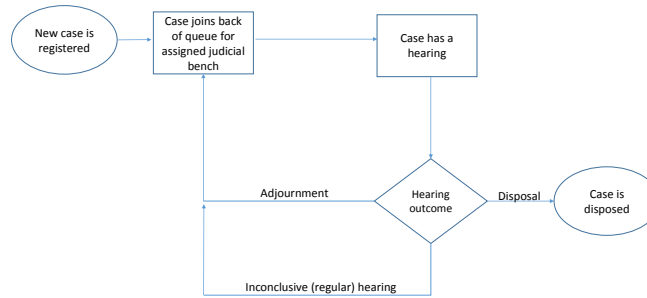 New case is
registered
Case joins back
of queue for
assigned judicial
bench
Case has a
hearing
Adjournment
Hearing
outcome
Disposal
Case is
disposed
Inconclusive (regular) hearing